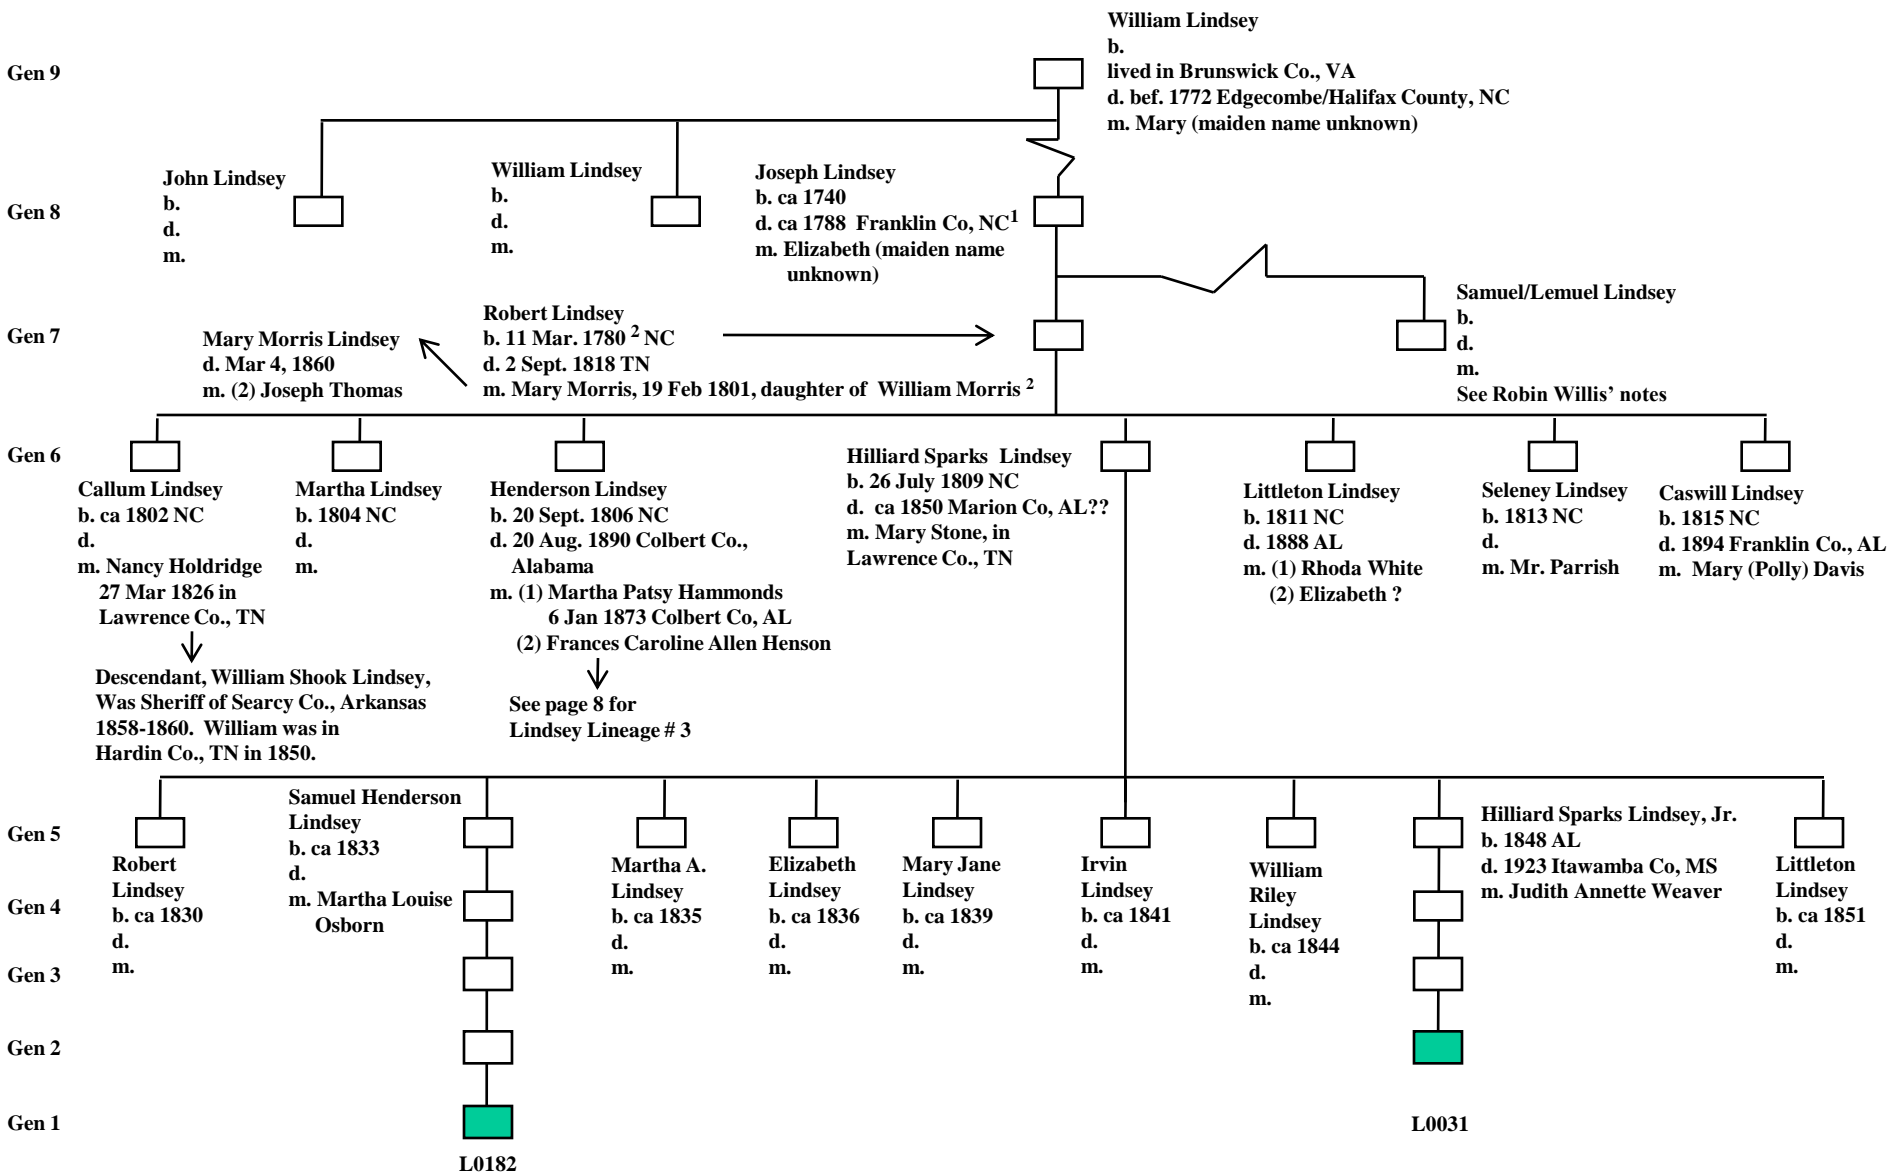 William Lindsey
b.
lived in Brunswick Co., VA
d. bef. 1772 Edgecombe/Halifax County, NC
m. Mary (maiden name unknown)
Gen 9
John Lindsey
b.
d.
m.
William Lindsey
b.
d.
m.
Joseph Lindsey
b. ca 1740
d. ca 1788 Franklin Co, NC1
m. Elizabeth (maiden name
unknown)
Gen 8
Samuel/Lemuel Lindsey
b.
d.
m.
See Robin Willis’ notes
Gen 7
Mary Morris Lindsey
d. Mar 4, 1860
m. (2) Joseph Thomas
Robert Lindsey
b. 11 Mar. 1780 2 NC
d. 2 Sept. 1818 TN
m. Mary Morris, 19 Feb 1801, daughter of William Morris 2
Gen 6
Callum Lindsey
b. ca 1802 NC
d.
m. Nancy Holdridge
27 Mar 1826 in
Lawrence Co., TN
Descendant, William Shook Lindsey,
Was Sheriff of Searcy Co., Arkansas
1858-1860. William was in
Hardin Co., TN in 1850.
Martha Lindsey
b. 1804 NC
d.
m.
Henderson Lindsey
b. 20 Sept. 1806 NC
d. 20 Aug. 1890 Colbert Co.,
Alabama
m. (1) Martha Patsy Hammonds
6 Jan 1873 Colbert Co, AL
(2) Frances Caroline Allen Henson
See page 8 for
Lindsey Lineage # 3
Hilliard Sparks Lindsey
b. 26 July 1809 NC
d. ca 1850 Marion Co, AL??
m. Mary Stone, in
Lawrence Co., TN
Littleton Lindsey
b. 1811 NC
d. 1888 AL
m. (1) Rhoda White
(2) Elizabeth ?
Seleney Lindsey
b. 1813 NC
d.
m. Mr. Parrish
Caswill Lindsey
b. 1815 NC
d. 1894 Franklin Co., AL
m. Mary (Polly) Davis
Gen 5
Robert
Lindsey
b. ca 1830
d.
m.
Samuel Henderson
Lindsey
b. ca 1833
d.
m. Martha Louise
Osborn
Martha A.
Lindsey
b. ca 1835
d.
m.
Elizabeth
Lindsey
b. ca 1836
d.
m.
Mary Jane
Lindsey
b. ca 1839
d.
m.
Irvin
Lindsey
b. ca 1841
d.
m.
William
Riley
Lindsey
b. ca 1844
d.
m.
Hilliard Sparks Lindsey, Jr.
b. 1848 AL
d. 1923 Itawamba Co, MS
m. Judith Annette Weaver
Littleton
Lindsey
b. ca 1851
d.
m.
Gen 4
Gen 3
Gen 2
Gen 1
L0031
L0182